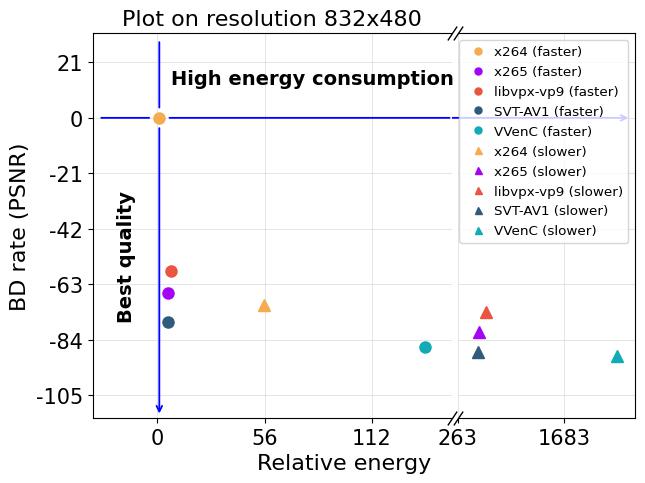 Plot on resolution 832x480
21
0
-21
-42
-63
-84
-105
BD rate (PSNR)
High energy consumption
Best quality
x264 (faster)
x265 (faster)
libvpx-vp9 (faster)
SVT-AV1 (faster)
VVenC (faster)
x264 (slower)
x265 (slower)
libvpx-vp9 (slower)
SVT-AV1 (slower)
VVenC (slower)
0 56 112 263 1683
Relative energy